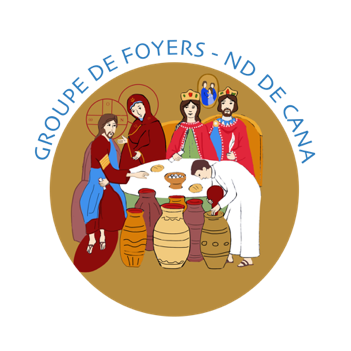 GROUPE DE FOYERS - ND DE CANA